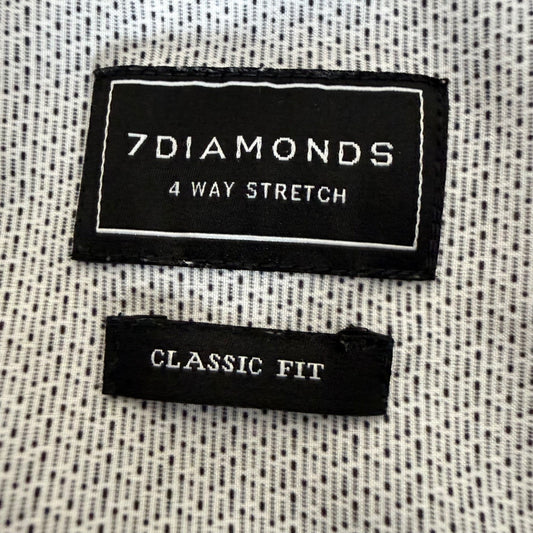 7DIAMONDS
4 WAY STRETCH
CLASSIC FIT